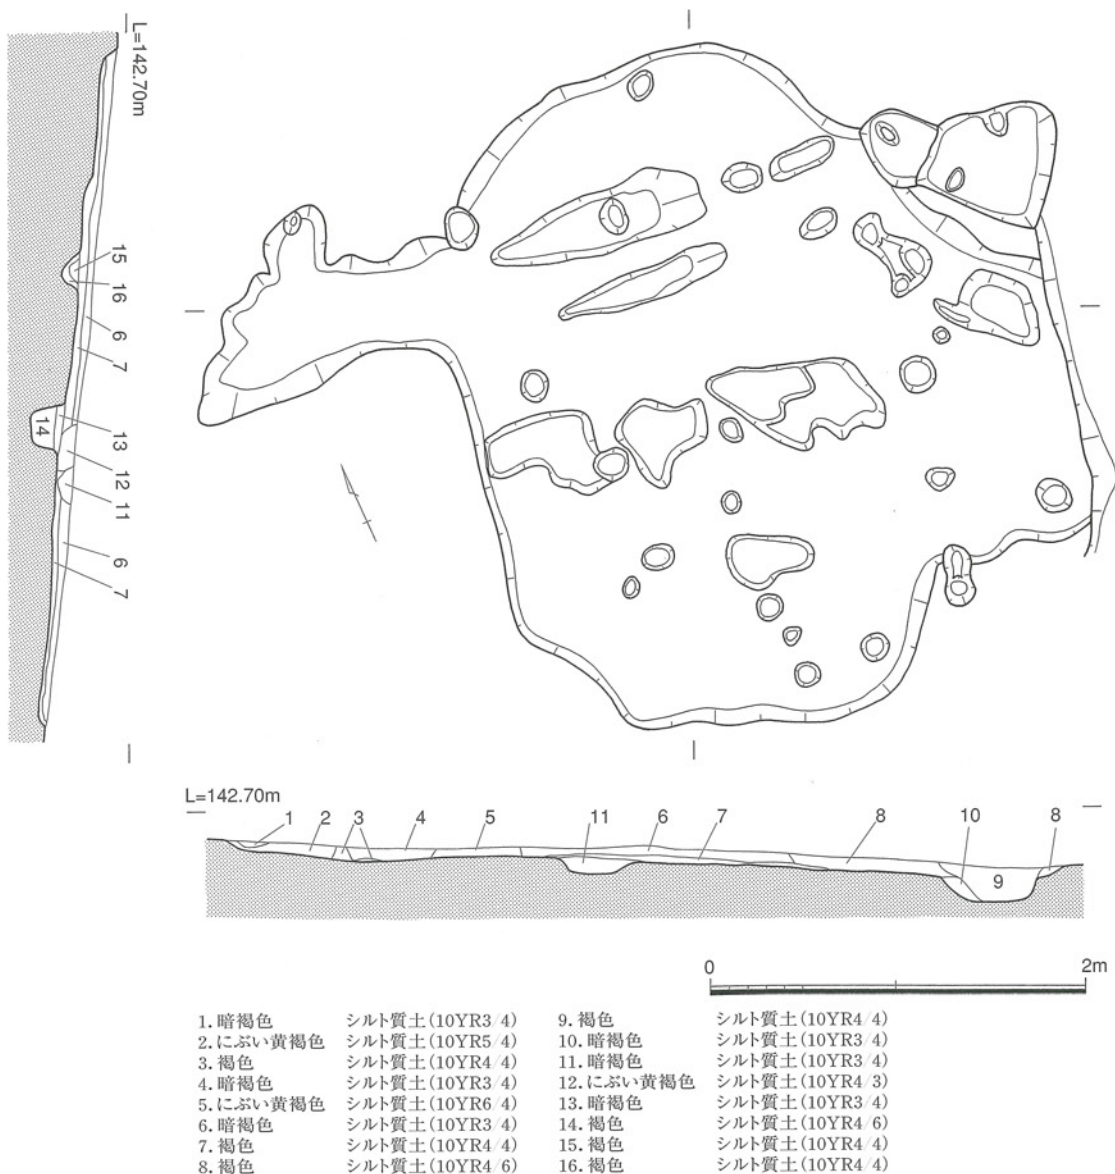 L=142.70m
15
16
6
7
14
13
12
11
6
7
L=142.70m
1 2 3 4 5 11 6 7 8 10 8
9
0 2m
1.暗褐色 シルト質土(10YR3/4)
2.にぶい黄褐色 シルト質土(10YR5/4)
3.褐色 シルト質土(10YR4/4)
4.暗褐色 シルト質土(10YR3/4)
5.にぶい黄褐色 シルト質土(10YR6/4)
6.暗褐色 シルト質土(10YR3/4)
7.褐色 シルト質土(10YR4/4)
8.褐色 シルト質土(10YR4/6)
9.褐色 シルト質土(10YR4/4)
10.暗褐色 シルト質土(10YR3/4)
11.暗褐色 シルト質土(10YR3/4)
12.にぶい黄褐色 シルト質土(10YR4/3)
13.暗褐色 シルト質土(10YR3/4)
14.褐色 シルト質土(10YR4/6)
15.褐色 シルト質土(10YR4/4)
16.褐色 シルト質土(10YR4/4)